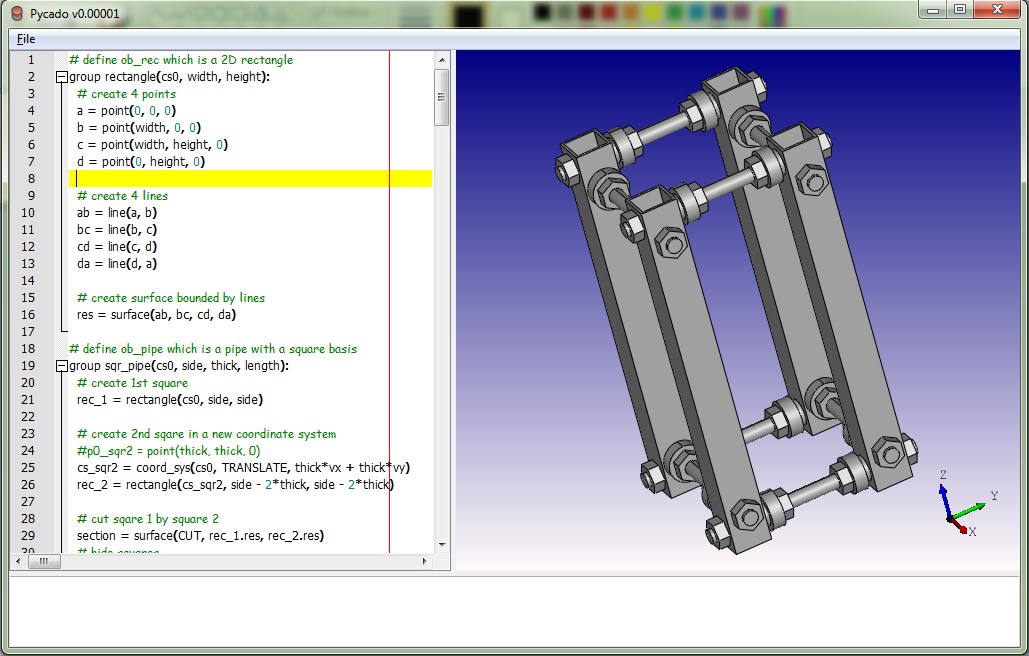 Pycado v0.00001
File
1 # define ob_rec which is a 2D rectangle
2 group rectangle(cs0, width, height):
3 # create 4 points
4 a = point(0, 0, 0)
5 b = point(width, 0, 0)
6 c = point(width, height, 0)
7 d = point(0, height, 0)
8
9 # create 4 lines
10 ab = line(a, b)
11 bc = line(b, c)
12 cd = line(c, d)
13 da = line(d, a)
14
15 # create surface bounded by lines
16 res = surface(ab, bc, cd, da)
17
18 # define ob_pipe which is a pipe with a square basis
19 group sqr_pipe(cs0, side, thick, length):
20 # create 1st square
21 rec_1 = rectangle(cs0, side, side)
22
23 # create 2nd sqare in a new coordinate system
24 #p0_sqr2 = point(thick, thick, 0)
25 cs_sqr2 = coord_sys(cs0, TRANSLATE, thick*vx + thick*vy)
26 rec_2 = rectangle(cs_sqr2, side - 2*thick, side - 2*thick)
27
28 # cut sqare 1 by square 2
29 section = surface(CUT, rec_1.res, rec_2.res)
30 # hide squares
Z
Y
X